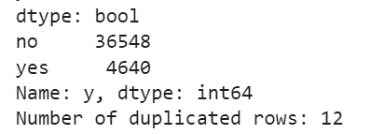 dtype: bool
no     36548
yes     4640
Name: y, dtype: int64
Number of duplicated rows: 12